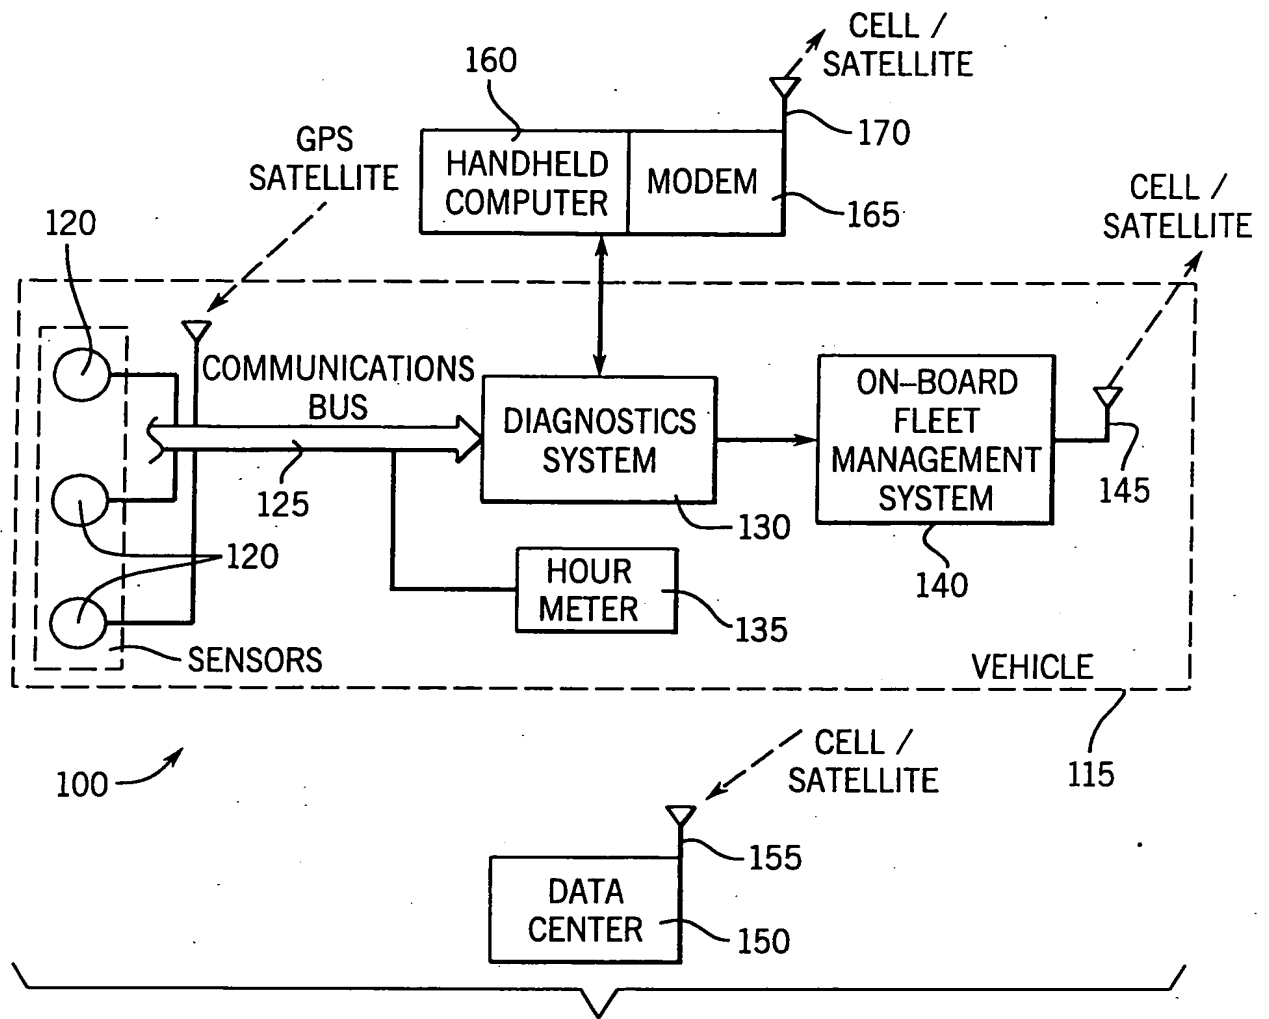 CELL /
SATELLITE
160
170
GPS
SATELLITE
HANDHELD
COMPUTER
MODEM
165
CELL /
SATELLITE
120
COMMUNICATIONS
BUS
125
DIAGNOSTICS
SYSTEM
130
ON–BOARD
FLEET
MANAGEMENT
SYSTEM
140
145
120
HOUR
METER
135
SENSORS
VEHICLE
115
100
CELL /
SATELLITE
155
DATA
CENTER
150